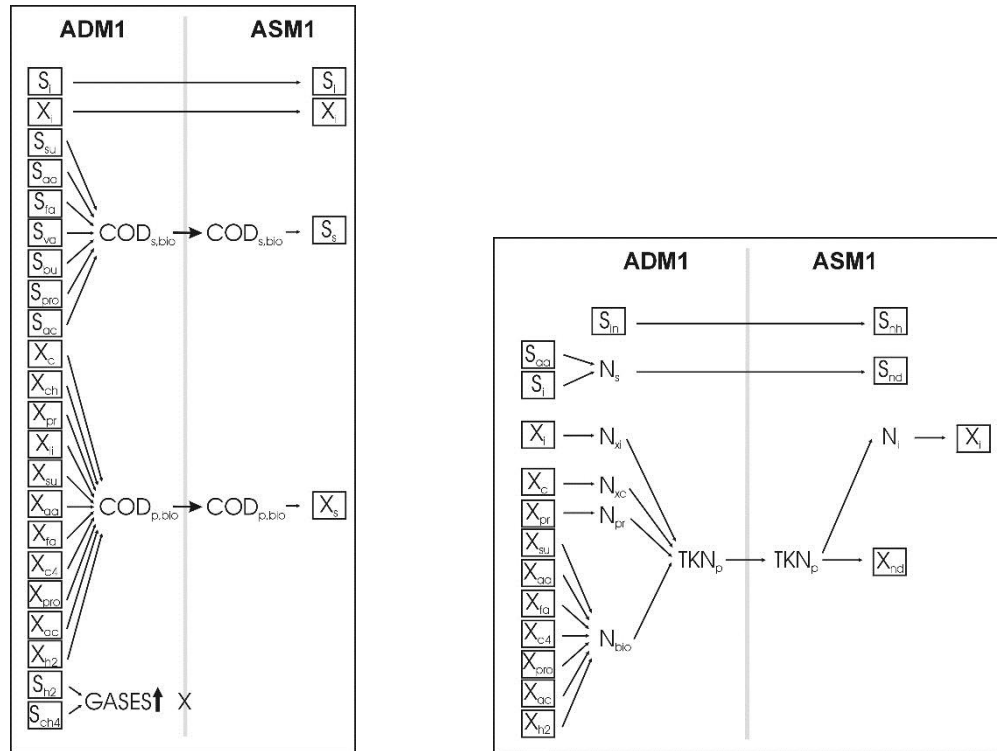 ADM1 ASM1
S_i S_i
X_i X_i
S_su
S_aa
S_fa
S_va COD_s,bio COD_s,bio S_s
S_bu
S_pro
S_ac
X_c
X_ch
X_pr
X_li
X_su
X_aa COD_p,bio COD_p,bio X_s
X_fa
X_c4
X_pro
X_ac
X_h2
S_h2
GASES X
S_ch4
ADM1 ASM1
S_in S_nh
S_aa
N_s S_nd
S_i
X_i N_xi N_i X_i
X_c N_xc
X_pr N_pr
X_su
TKN_p TKN_p X_nd
X_aa
X_fa
X_c4 N_bio
X_pro
X_ac
X_h2